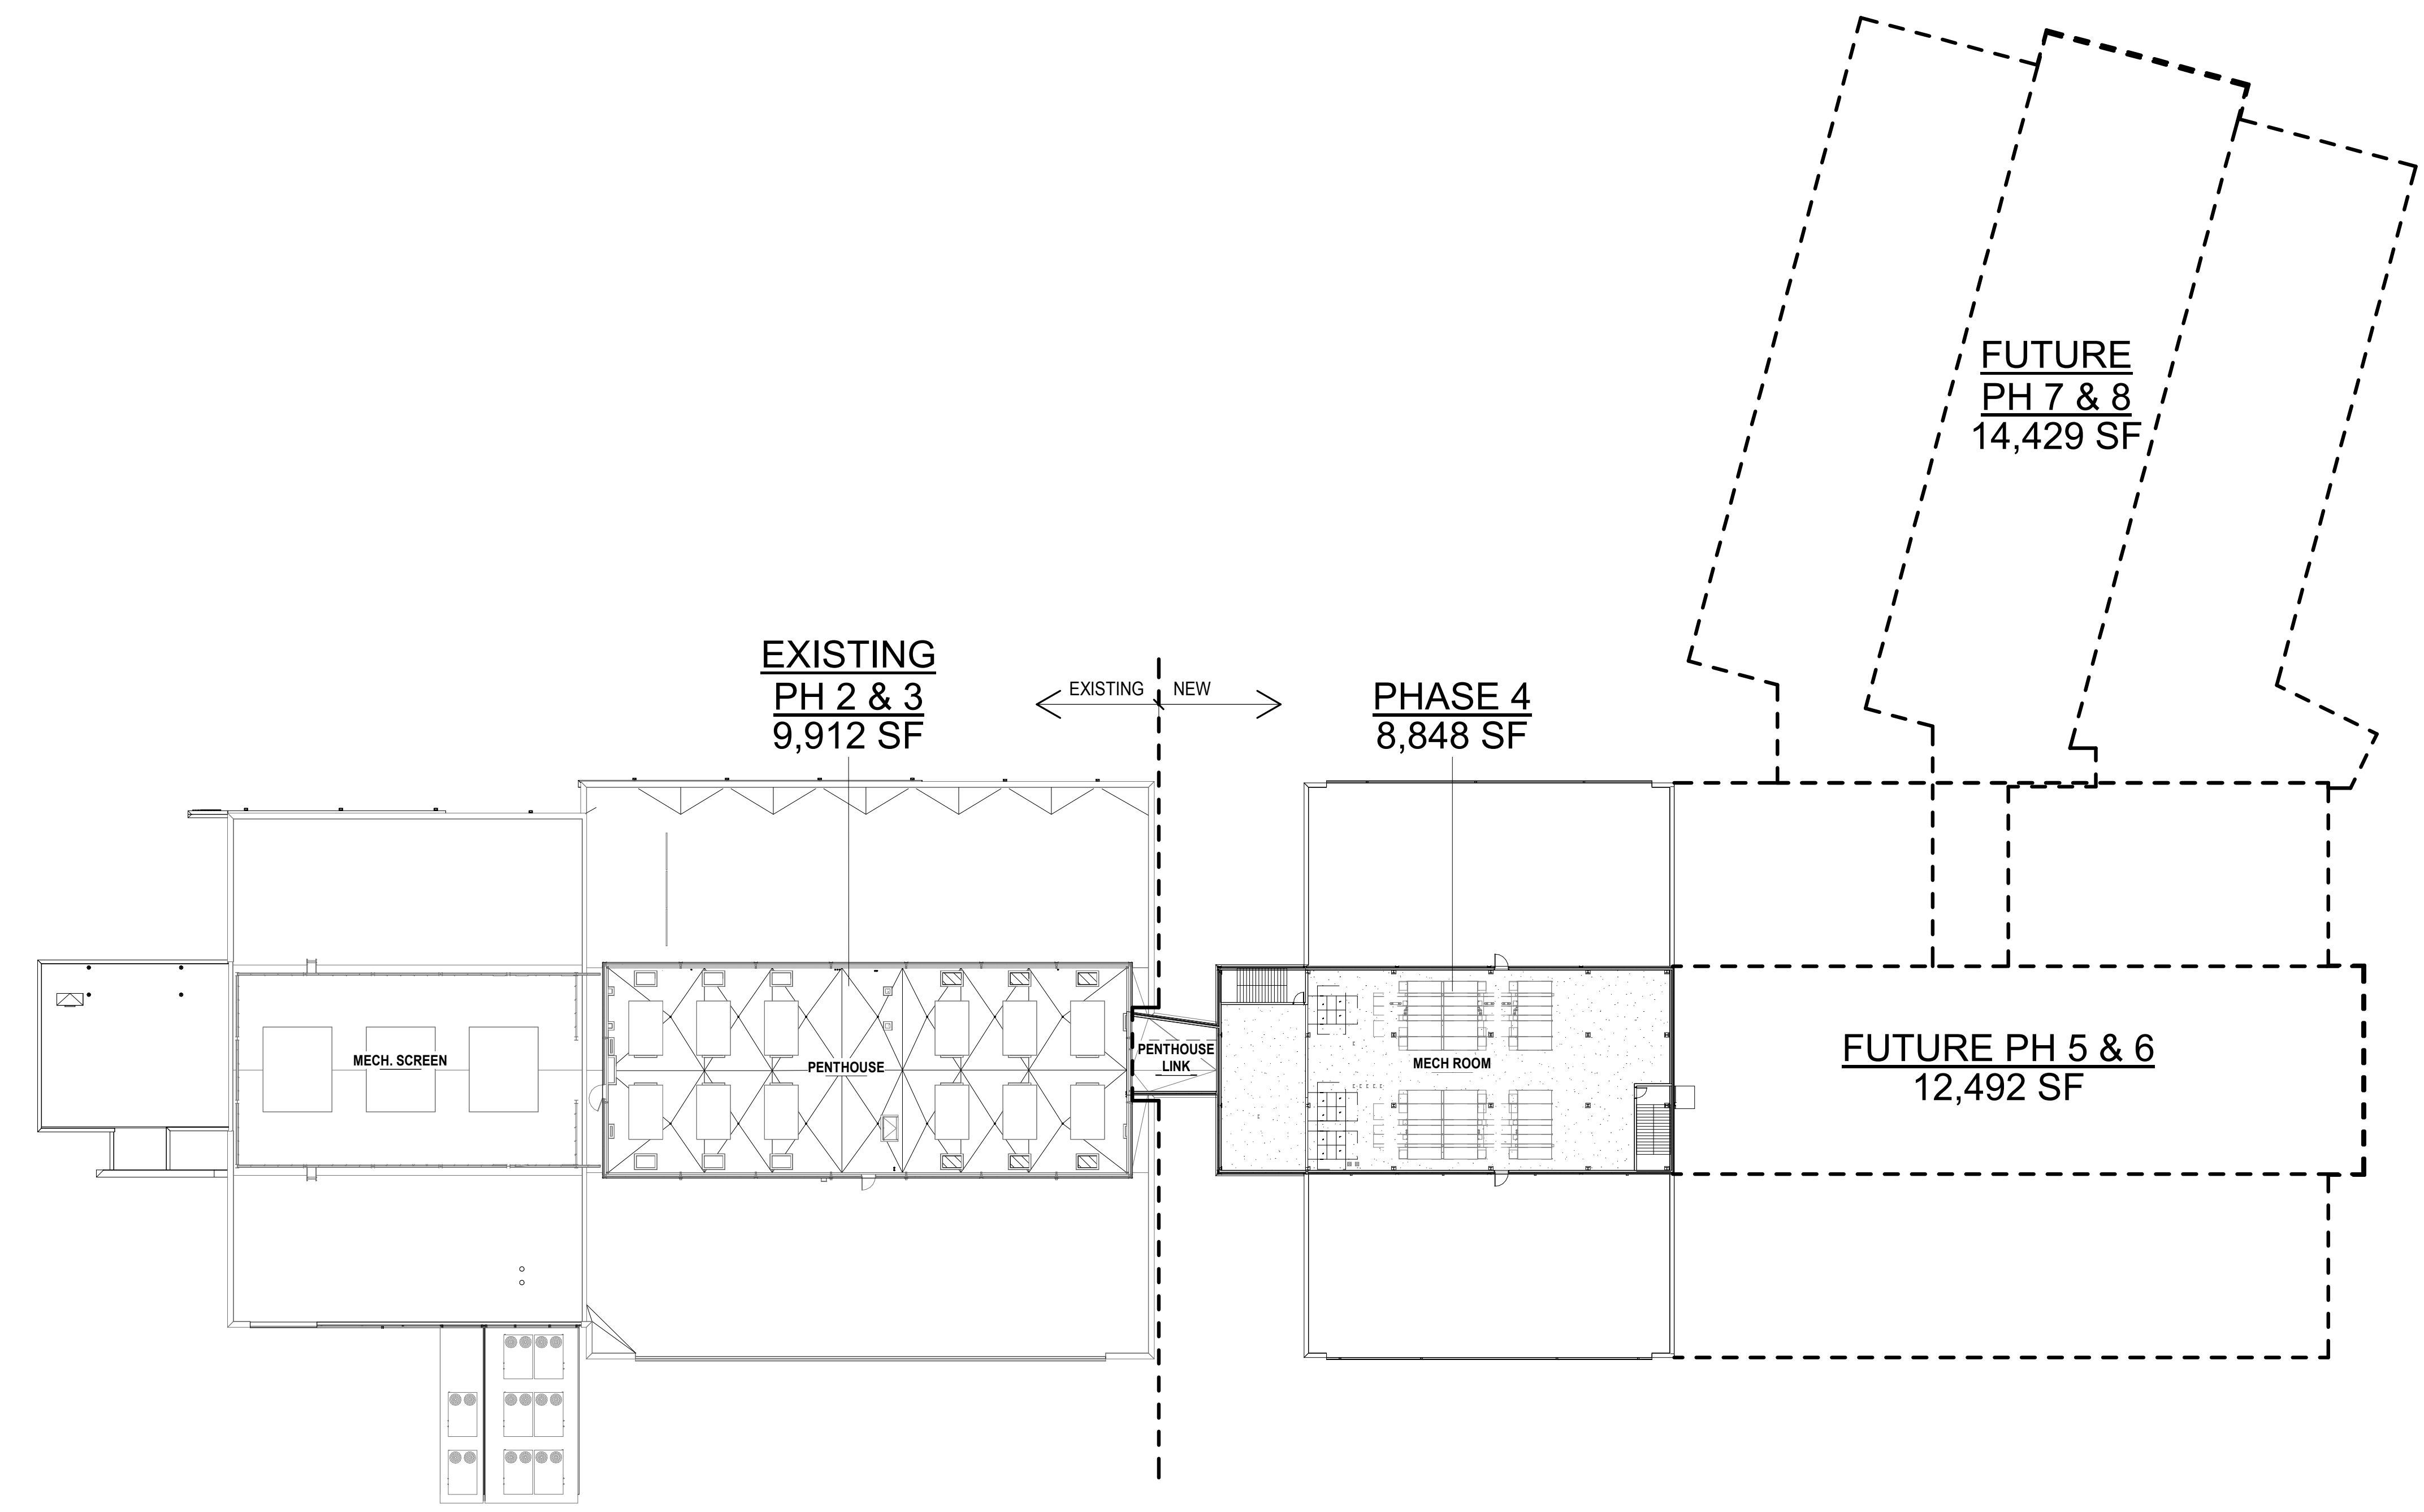 FUTURE
PH 7 & 8
14,429 SF
EXISTING
PH 2 & 3
9,912 SF
EXISTING
NEW
PHASE 4
8,848 SF
MECH. SCREEN
PENTHOUSE
PENTHOUSE
LINK
MECH ROOM
FUTURE PH 5 & 6
12,492 SF